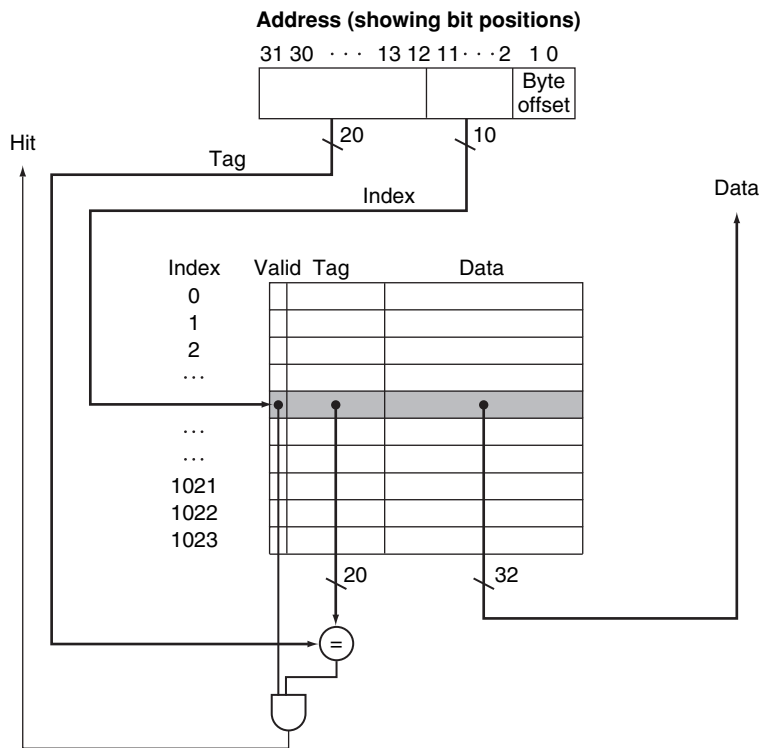 Address (showing bit positions)
31 30 · · · 13 12 11 · · · 2 1 0
Byte
offset
20
10
Hit
Tag
Index
Data
Index Valid Tag Data
0
1
2
· · ·
· · ·
· · ·
1021
1022
1023
20
32
=